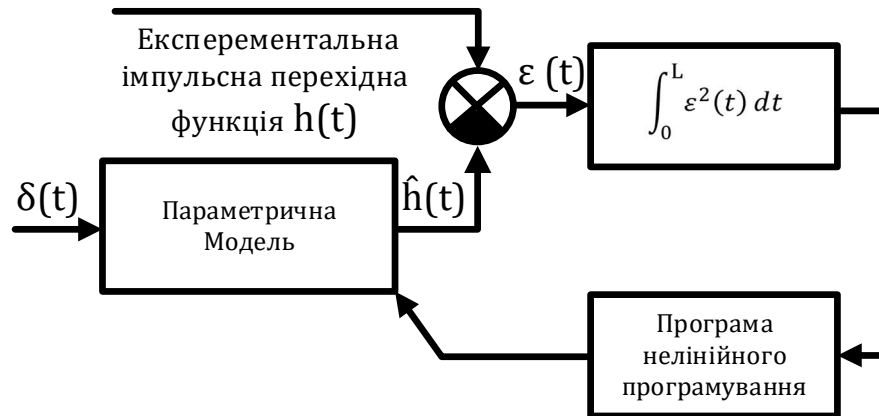 Експерементальна
імпульсна перехідна
функція h(t)
ε (t)
∫₀ᴸ ε²(t) dt
δ(t)
Параметрична
Модель
ĥ(t)
Програма
нелінійного
програмування